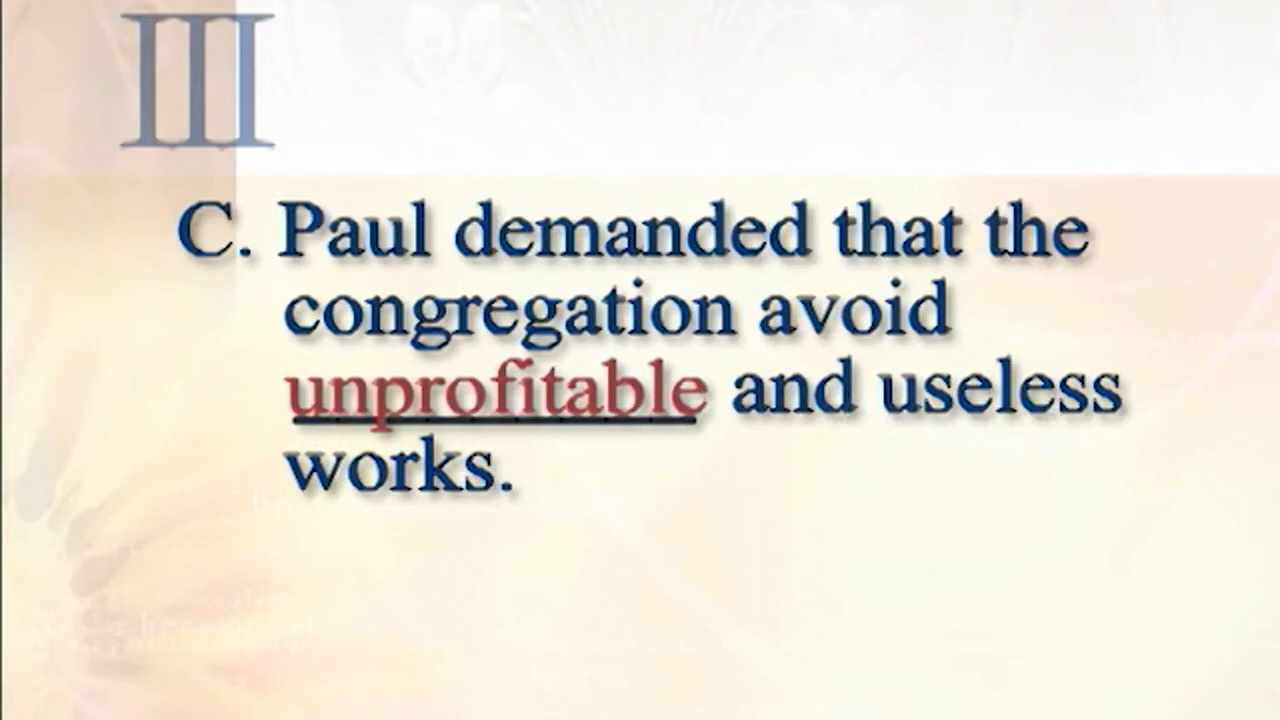 III
C. Paul demanded that the
congregation avoid
unprofitable and useless
works.